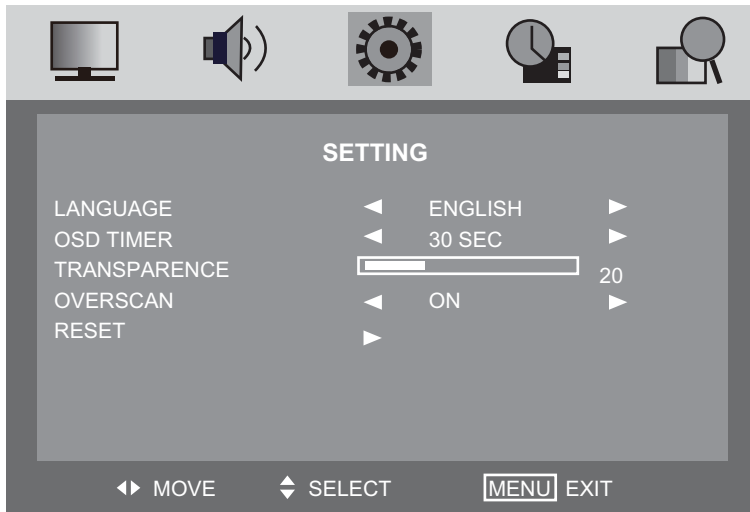 SETTING
LANGUAGE ENGLISH
OSD TIMER 30 SEC
TRANSPARENCE 20
OVERSCAN ON
RESET
MOVE SELECT MENU EXIT